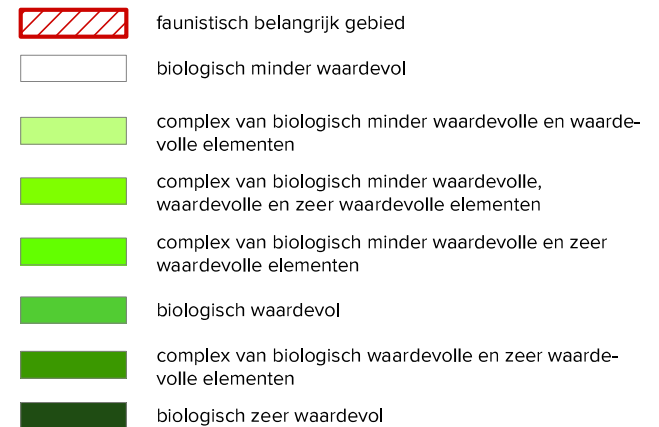 faunistisch belangrijk gebied
biologisch minder waardevol
complex van biologisch minder waardevolle en waarde-
volle elementen
complex van biologisch minder waardevolle,
waardevolle en zeer waardevolle elementen
complex van biologisch minder waardevolle en zeer
waardevolle elementen
biologisch waardevol
complex van biologisch waardevolle en zeer waarde-
volle elementen
biologisch zeer waardevol